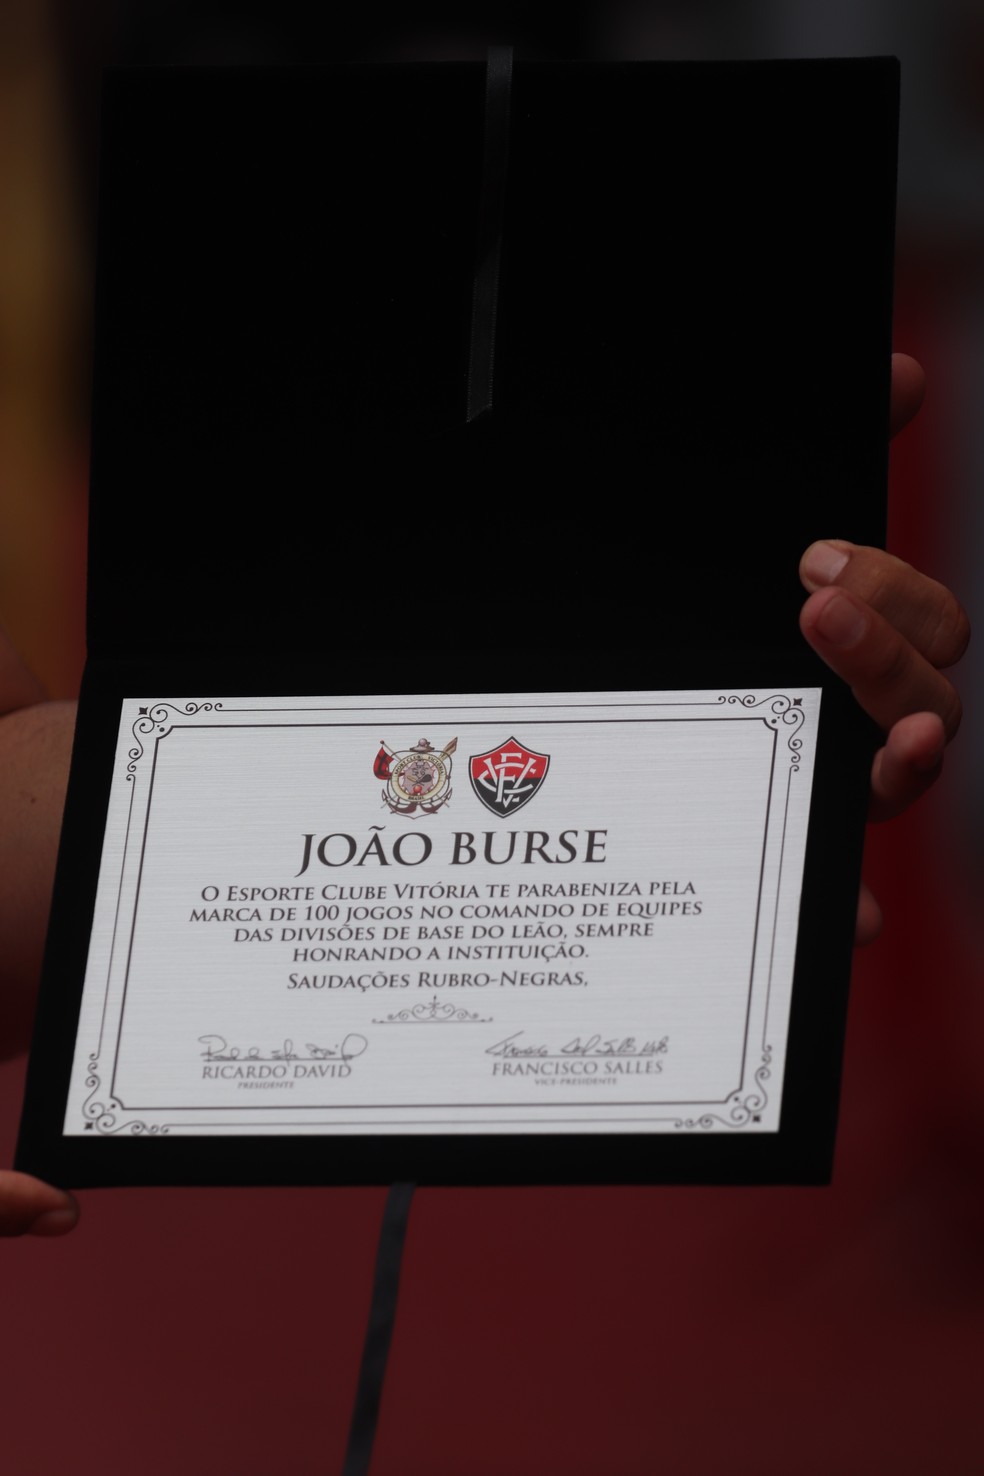 JOÃO BURSE
O ESPORTE CLUBE VITÓRIA TE PARABENIZA PELA
MARCA DE 100 JOGOS NO COMANDO DE EQUIPES
DAS DIVISÕES DE BASE DO LEÃO, SEMPRE
HONRANDO A INSTITUIÇÃO.
SAUDAÇÕES RUBRO-NEGRAS,
RICARDO DAVID
PRESIDENTE
FRANCISCO SALLES
VICE-PRESIDENTE